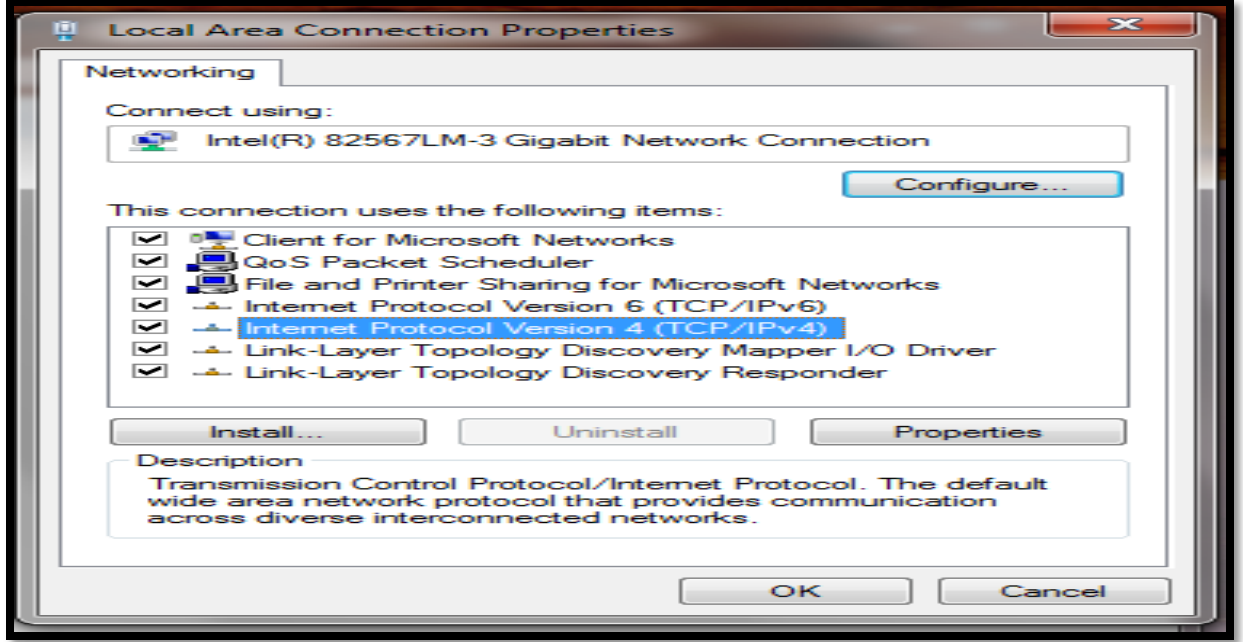 Local Area Connection Properties
Networking
Connect using:
Intel(R) 82567LM-3 Gigabit Network Connection
Configure...
This connection uses the following items:
Client for Microsoft Networks
QoS Packet Scheduler
File and Printer Sharing for Microsoft Networks
Internet Protocol Version 6 (TCP/IPv6)
Internet Protocol Version 4 (TCP/IPv4)
Link-Layer Topology Discovery Mapper I/O Driver
Link-Layer Topology Discovery Responder
Install... Uninstall Properties
Description
Transmission Control Protocol/Internet Protocol. The default
wide area network protocol that provides communication
across diverse interconnected networks.
OK Cancel